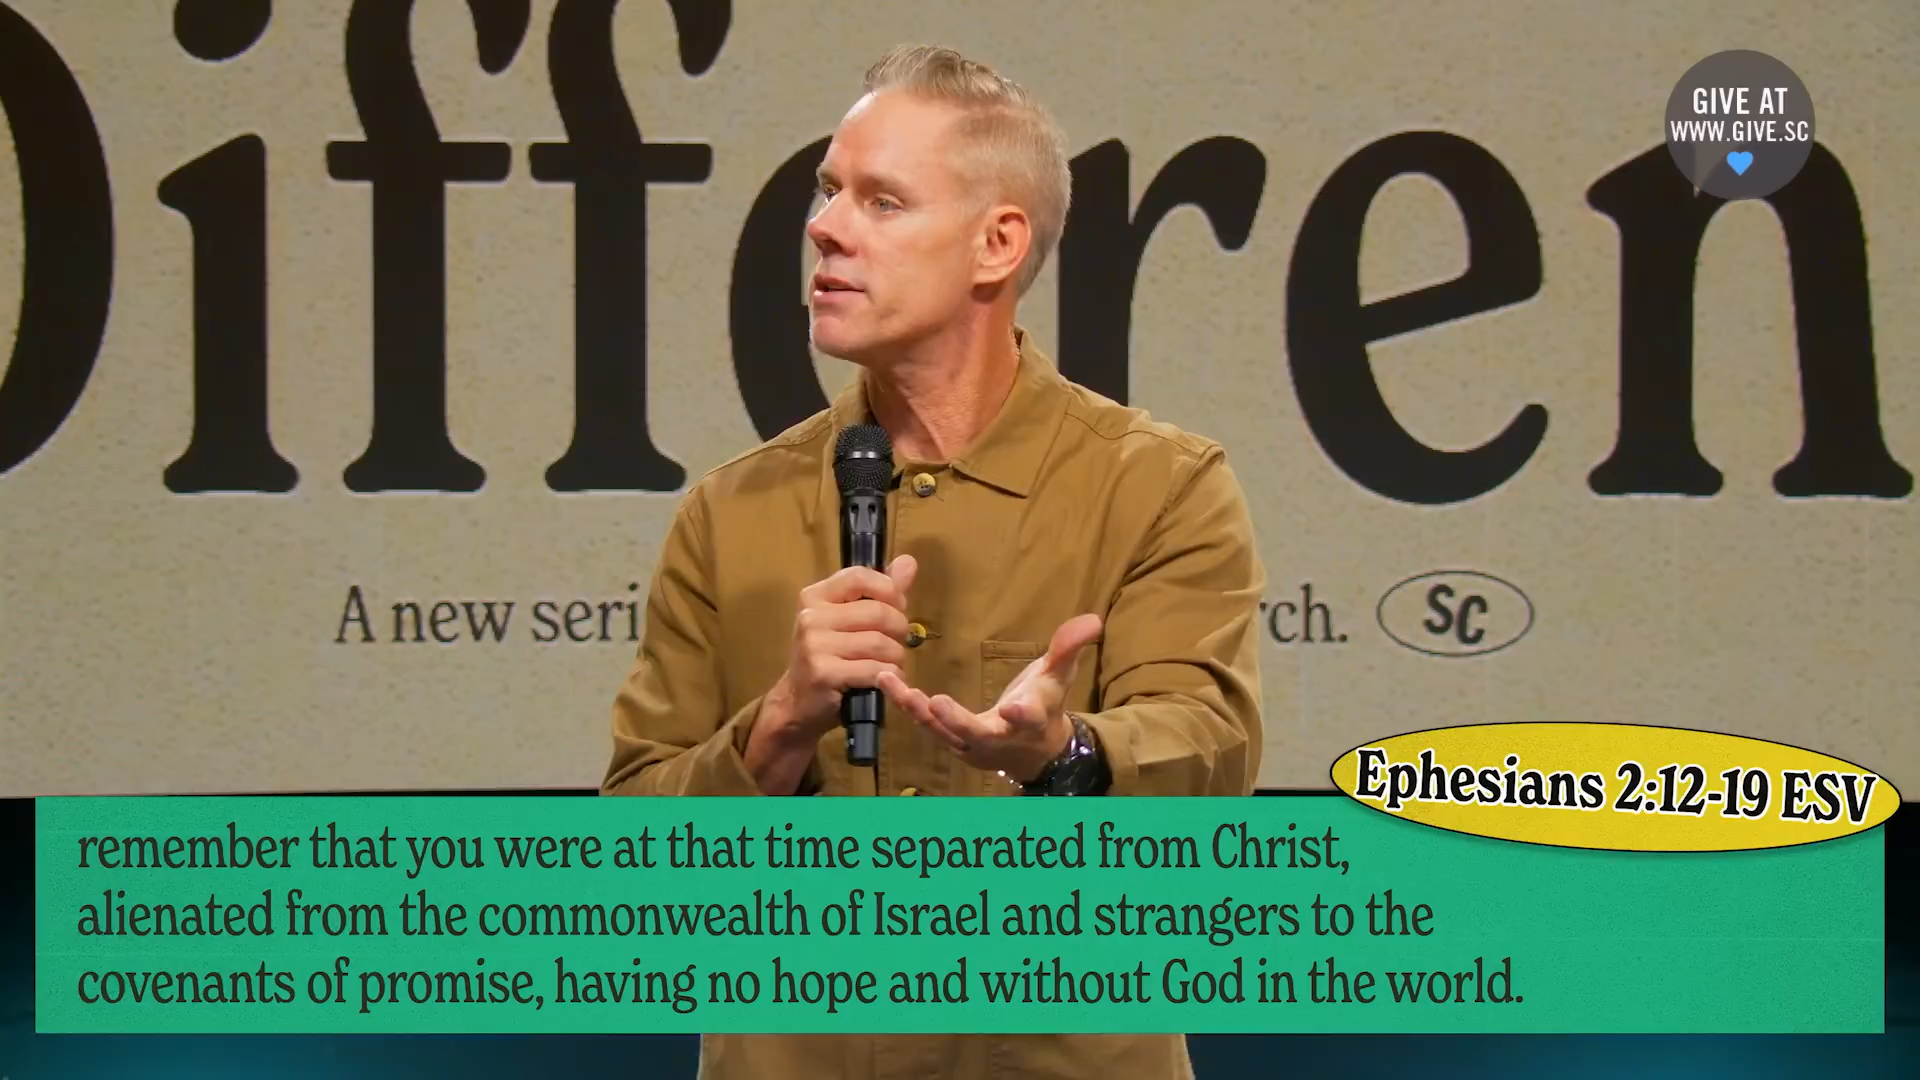 Differen
GIVE AT
WWW.GIVE.SC
A new seri
rch.
SC
Ephesians 2:12-19 ESV
remember that you were at that time separated from Christ,
alienated from the commonwealth of Israel and strangers to the
covenants of promise, having no hope and without God in the world.